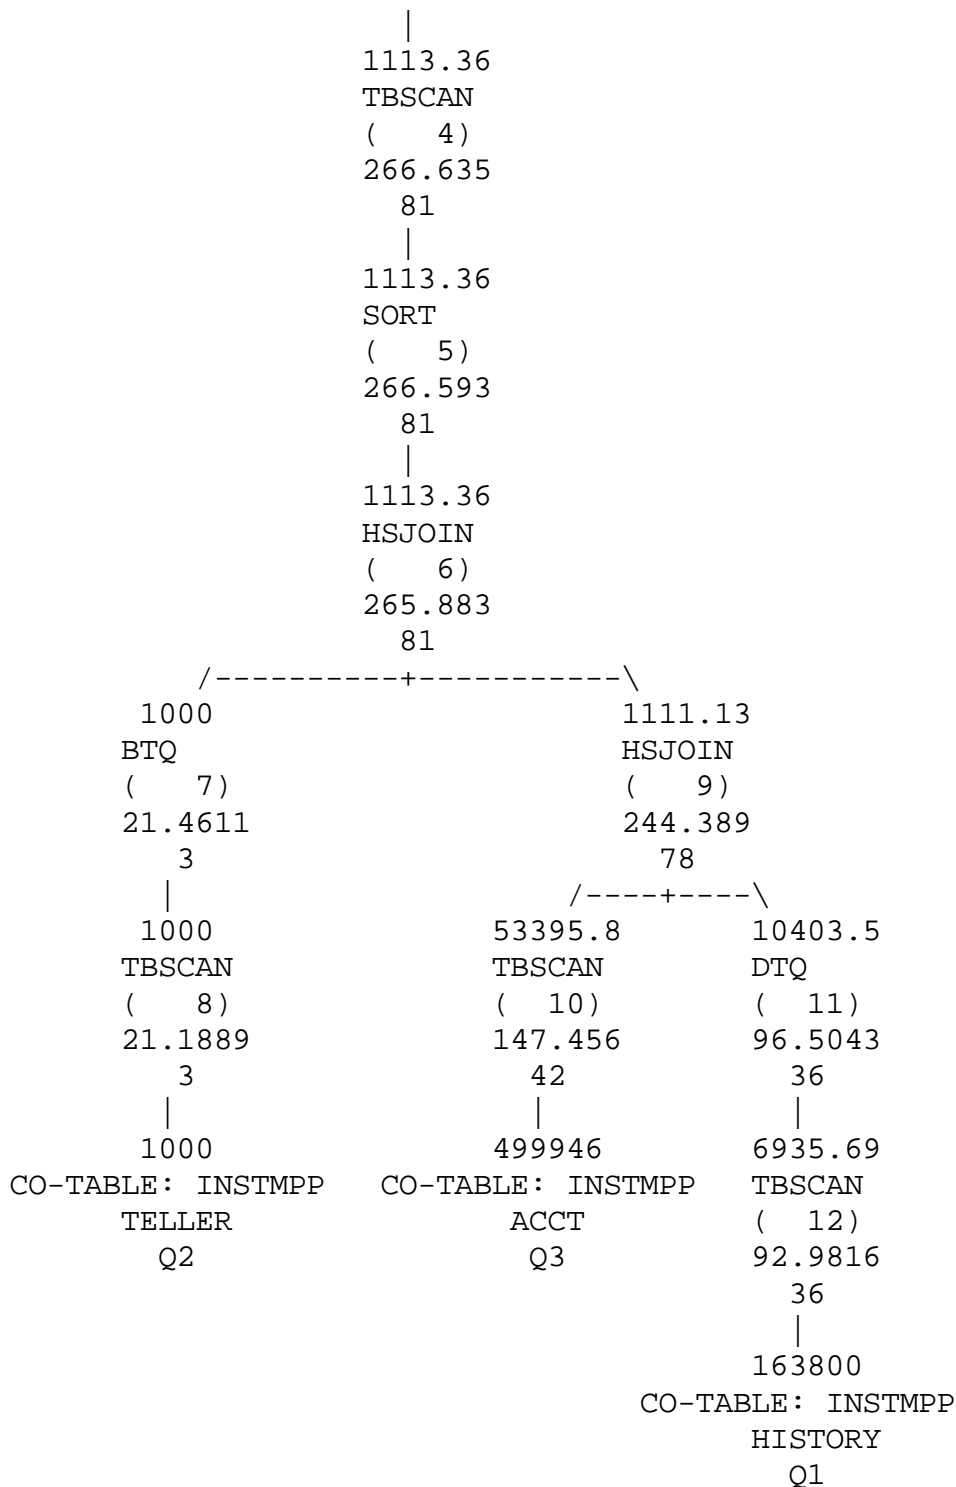 |
                   1113.36
                   TBSCAN
                   (   4)
                   266.635
                     81
                      |
                   1113.36
                   SORT
                   (   5)
                   266.593
                     81
                      |
                   1113.36
                   HSJOIN
                   (   6)
                   265.883
                     81
          /----------+-----------\
       1000                      1111.13
      BTQ                        HSJOIN
      (   7)                     (   9)
      21.4611                    244.389
         3                         78
        |                     /----+----\
       1000               53395.8       10403.5
      TBSCAN              TBSCAN        DTQ
      (   8)              (  10)        (  11)
      21.1889             147.456       96.5043
         3                  42            36
        |                   |             |
       1000               499946        6935.69
CO-TABLE: INSTMPP   CO-TABLE: INSTMPP   TBSCAN
      TELLER               ACCT         (  12)
        Q2                  Q3          92.9816
                                          36
                                          |
                                        163800
                                  CO-TABLE: INSTMPP
                                        HISTORY
                                          Q1